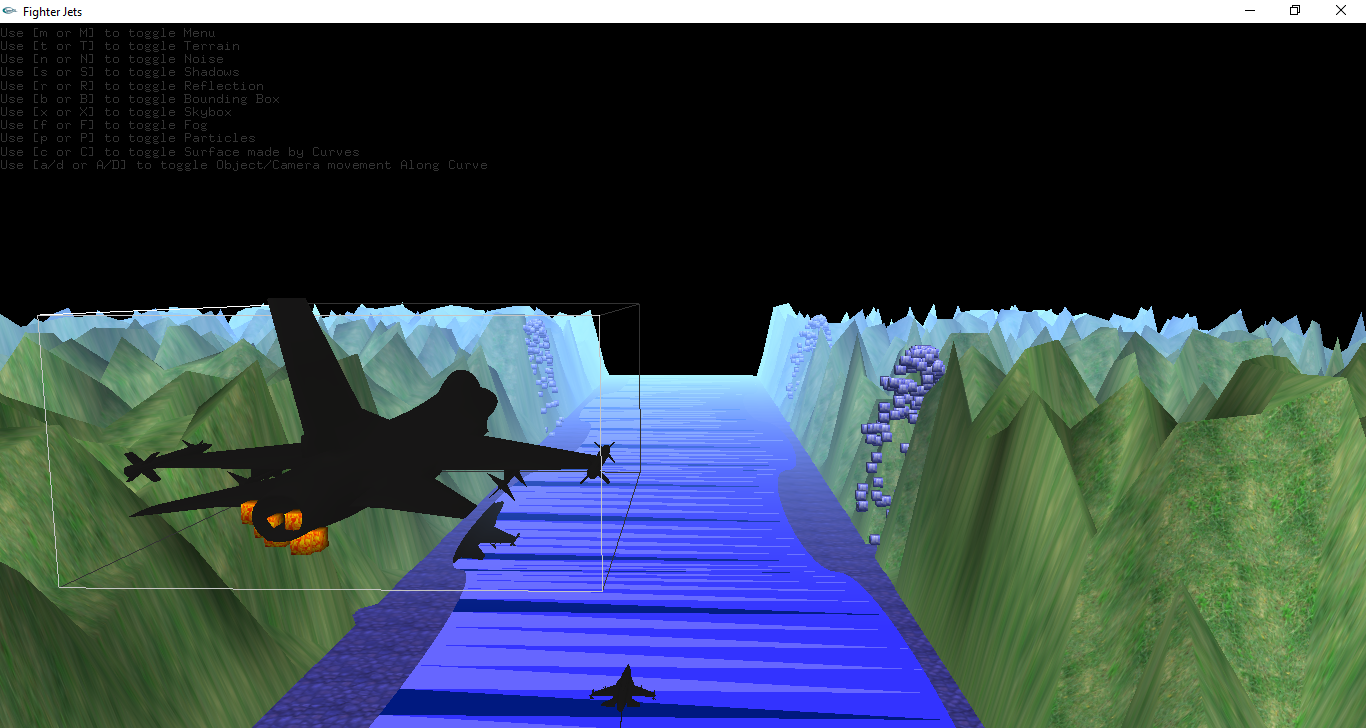 Fighter Jets
Use [m or M] to toggle Menu
Use [t or T] to toggle Terrain
Use [n or N] to toggle Noise
Use [s or S] to toggle Shadows
Use [r or R] to toggle Reflection
Use [b or B] to toggle Bounding Box
Use [x or X] to toggle Skybox
Use [f or F] to toggle Fog
Use [p or P] to toggle Particles
Use [c or C] to toggle Surface made by Curves
Use [a/d or A/D] to toggle Object/Camera movement Along Curve